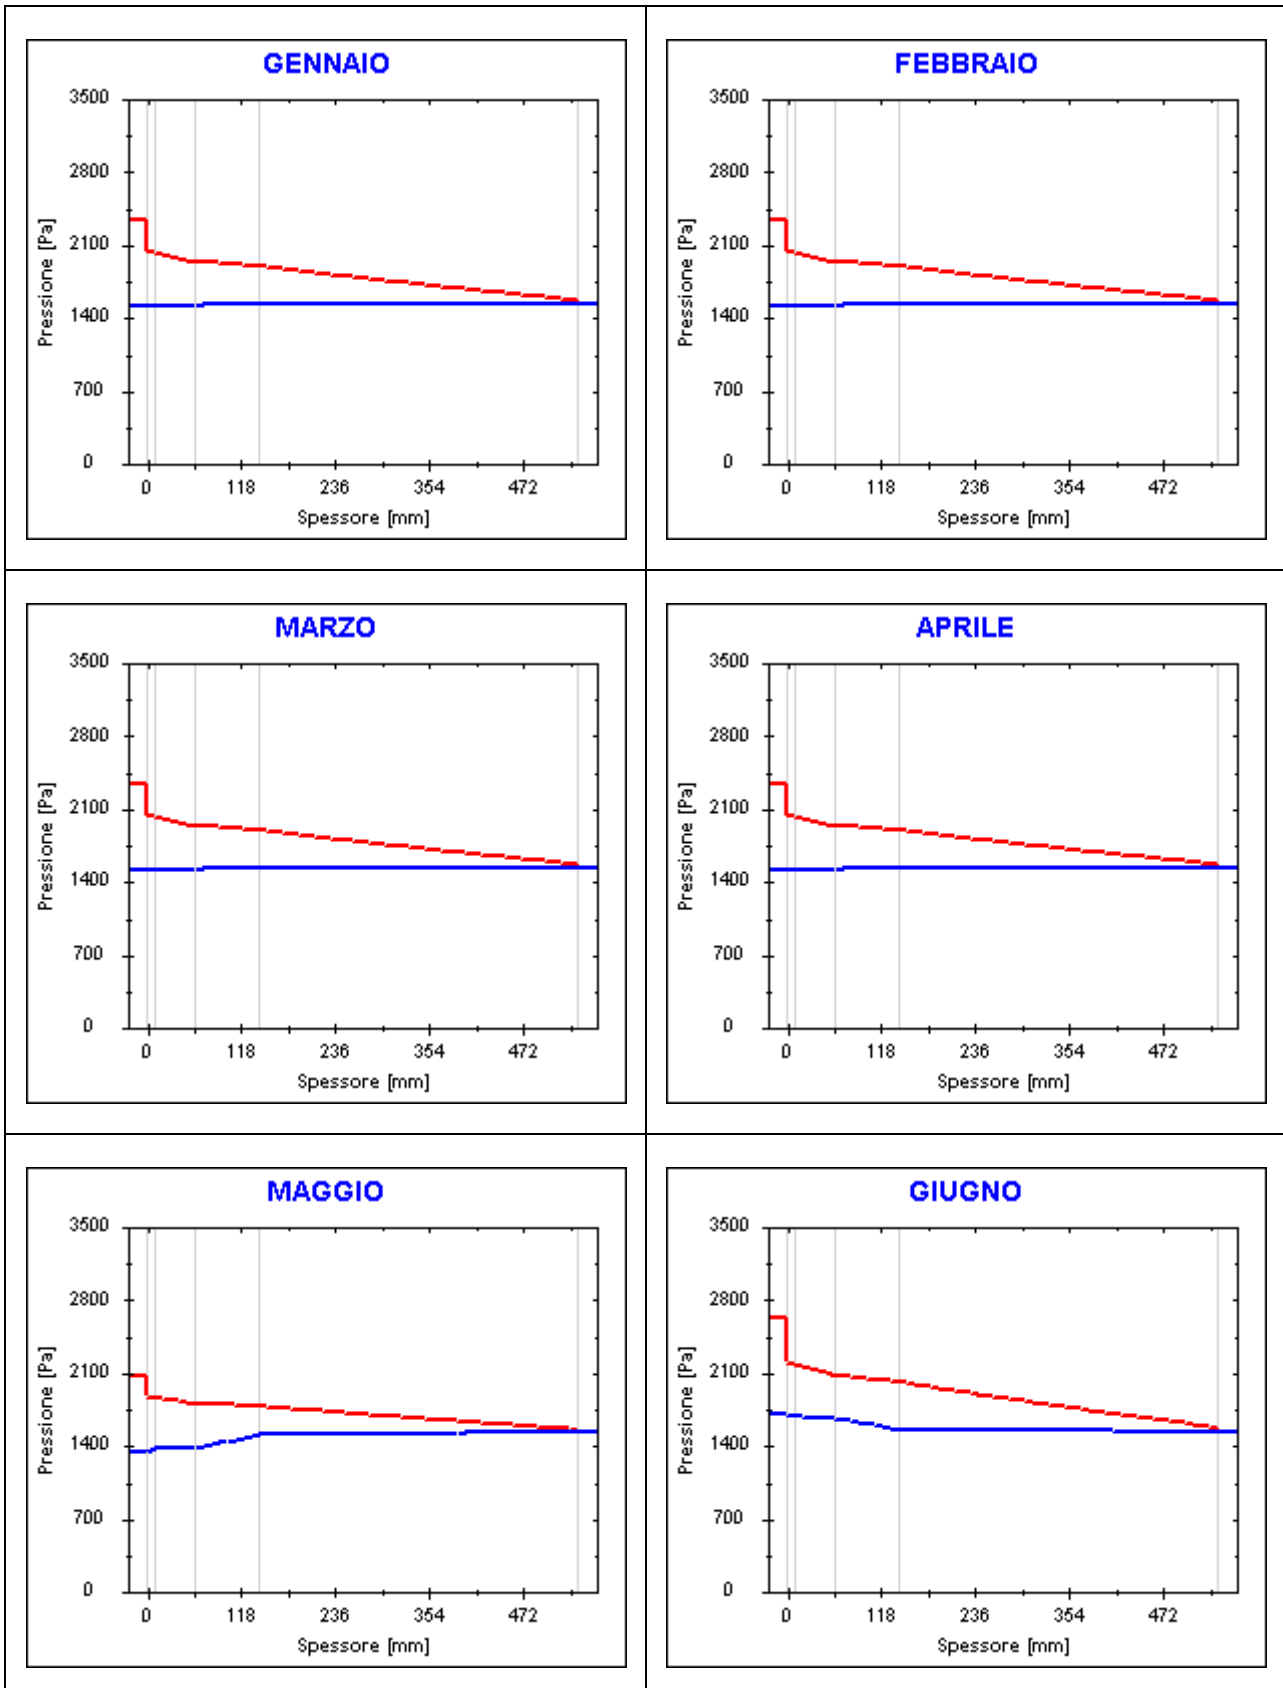 GENNAIO
3500
2800
2100
1400
700
0
Pressione [Pa]
0 118 236 354 472
Spessore [mm]
FEBBRAIO
3500
2800
2100
1400
700
0
Pressione [Pa]
0 118 236 354 472
Spessore [mm]
MARZO
3500
2800
2100
1400
700
0
Pressione [Pa]
0 118 236 354 472
Spessore [mm]
APRILE
3500
2800
2100
1400
700
0
Pressione [Pa]
0 118 236 354 472
Spessore [mm]
MAGGIO
3500
2800
2100
1400
700
0
Pressione [Pa]
0 118 236 354 472
Spessore [mm]
GIUGNO
3500
2800
2100
1400
700
0
Pressione [Pa]
0 118 236 354 472
Spessore [mm]